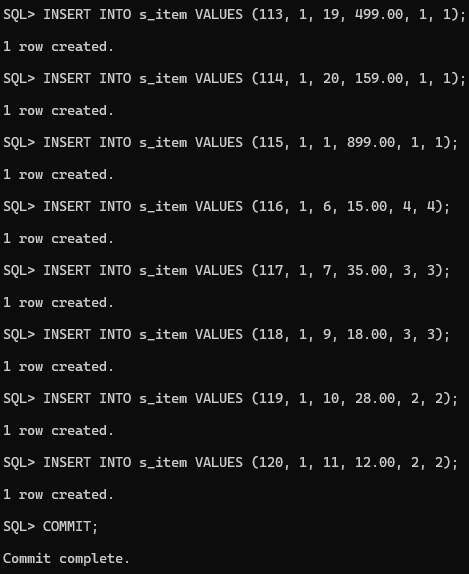 SQL> INSERT INTO s_item VALUES (113, 1, 19, 499.00, 1, 1);
1 row created.
SQL> INSERT INTO s_item VALUES (114, 1, 20, 159.00, 1, 1);
1 row created.
SQL> INSERT INTO s_item VALUES (115, 1, 1, 899.00, 1, 1);
1 row created.
SQL> INSERT INTO s_item VALUES (116, 1, 6, 15.00, 4, 4);
1 row created.
SQL> INSERT INTO s_item VALUES (117, 1, 7, 35.00, 3, 3);
1 row created.
SQL> INSERT INTO s_item VALUES (118, 1, 9, 18.00, 3, 3);
1 row created.
SQL> INSERT INTO s_item VALUES (119, 1, 10, 28.00, 2, 2);
1 row created.
SQL> INSERT INTO s_item VALUES (120, 1, 11, 12.00, 2, 2);
1 row created.
SQL> COMMIT;
Commit complete.